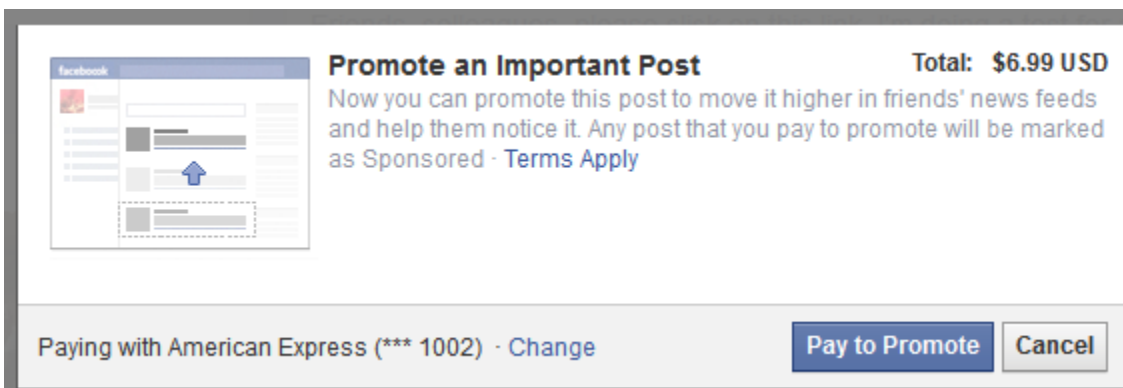 facebook
Promote an Important Post
Total: $6.99 USD
Now you can promote this post to move it higher in friends' news feeds
and help them notice it. Any post that you pay to promote will be marked
as Sponsored · Terms Apply
Paying with American Express (*** 1002) · Change
Pay to Promote
Cancel